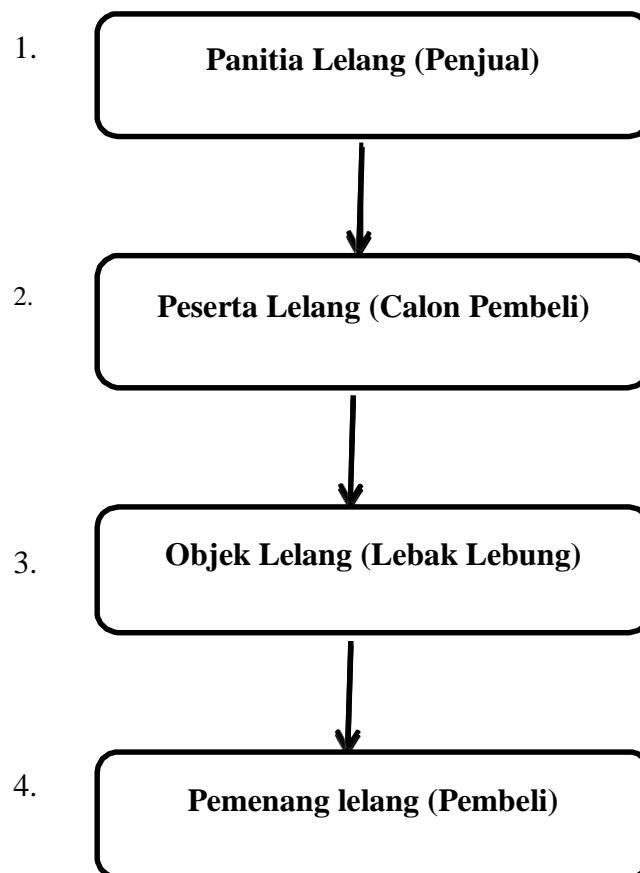 1. Panitia Lelang (Penjual)
2. Peserta Lelang (Calon Pembeli)
3. Objek Lelang (Lebak Lebung)
4. Pemenang lelang (Pembeli)